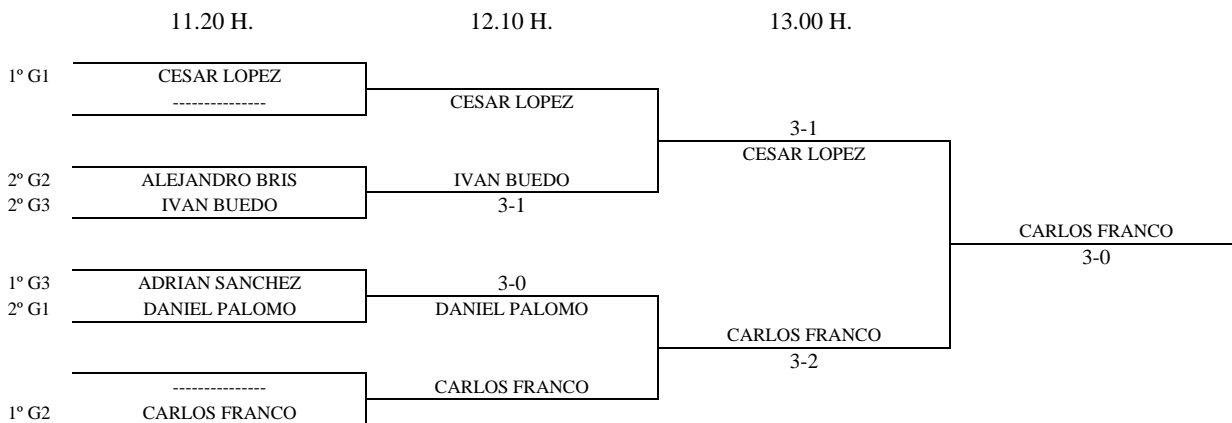 11.20 H. 12.10 H. 13.00 H.
1º G1 CESAR LOPEZ
---------------
CESAR LOPEZ
3-1
CESAR LOPEZ
2º G2 ALEJANDRO BRIS IVAN BUEDO
2º G3 IVAN BUEDO 3-1
CARLOS FRANCO
3-0
1º G3 ADRIAN SANCHEZ 3-0
2º G1 DANIEL PALOMO DANIEL PALOMO
CARLOS FRANCO
3-2
--------------- CARLOS FRANCO
1º G2 CARLOS FRANCO